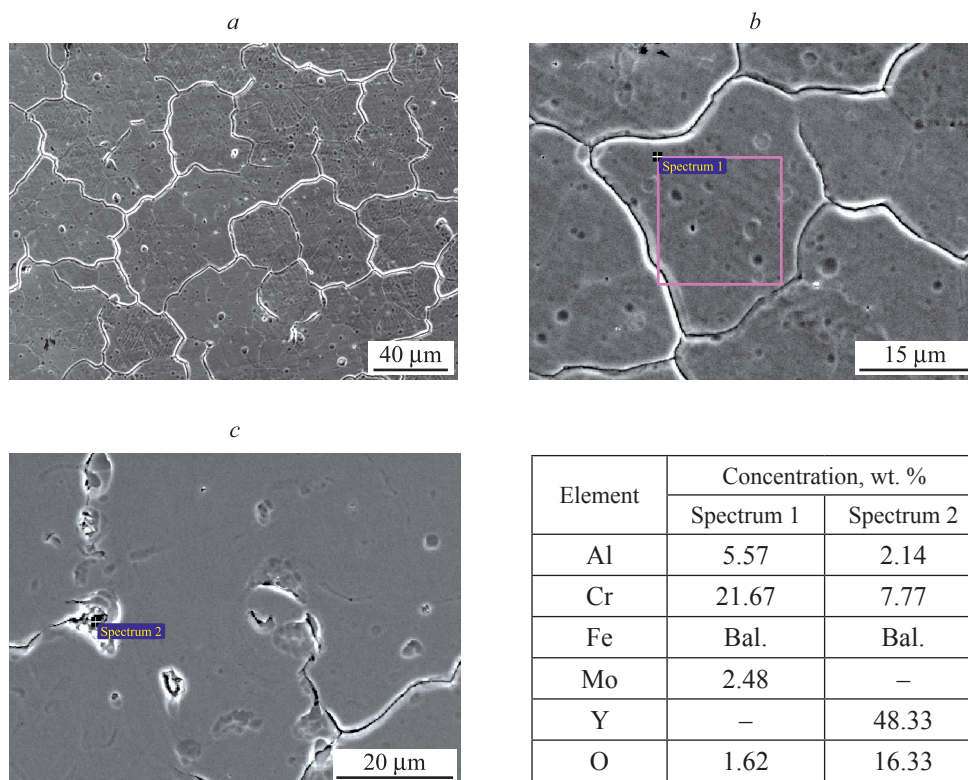 a
b
40 µm
Spectrum 1
15 µm
c
Spectrum 2
20 µm
Element Concentration, wt. %
Spectrum 1 Spectrum 2
Al 5.57 2.14
Cr 21.67 7.77
Fe Bal. Bal.
Mo 2.48 –
Y – 48.33
O 1.62 16.33